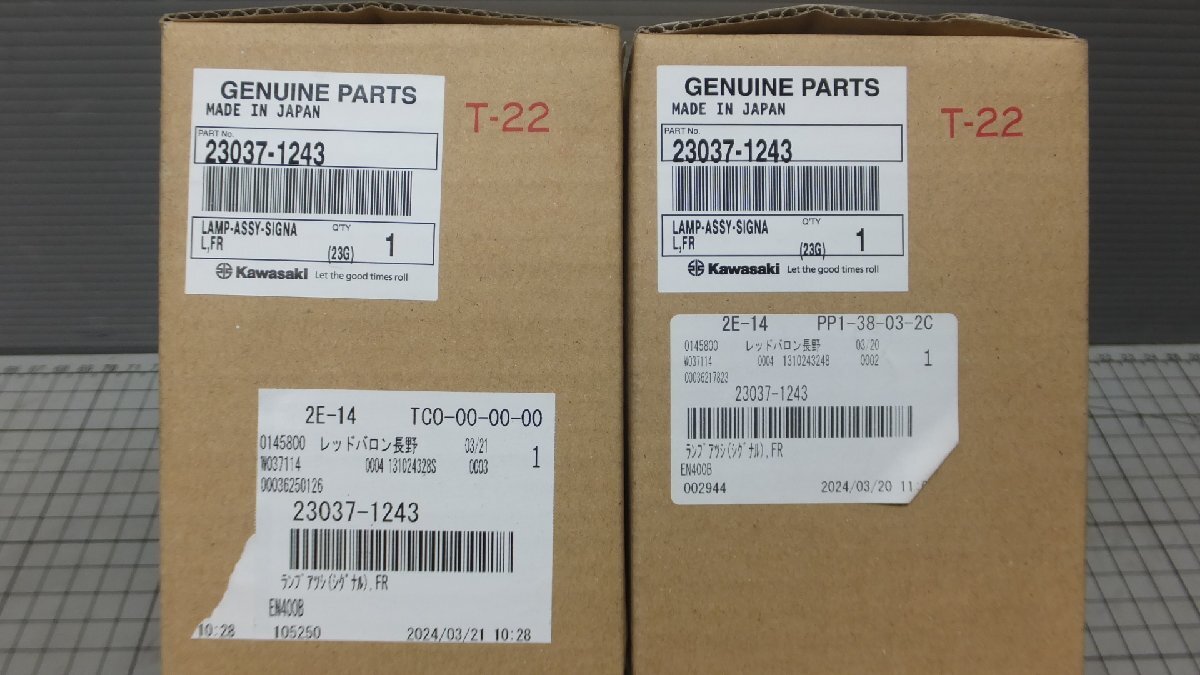 GENUINE PARTS
MADE IN JAPAN
PART No.
23037-1243
LAMP-ASSY-SIGNA
L,FR
Q'TY
(23G)
1
Kawasaki Let the good times roll
T-22
2E-14 TC0-00-00-00
0145800 レッドバロン長野 03/21
W037114 0004 13102432BS 0003 1
00036250126
23037-1243
ﾗﾝﾌﾟｱﾂｼ(ｼｸﾞﾅﾙ),FR
EN400B
10:28 105250 2024/03/21 10:28
GENUINE PARTS
MADE IN JAPAN
PART No.
23037-1243
LAMP-ASSY-SIGNA
L,FR
Q'TY
(23G)
1
Kawasaki Let the good times roll
T-22
2E-14 PP1-38-03-2C
0145800 レッドバロン長野 03/20
W037114 0004 1310243248 0002 1
00036217823
23037-1243
ﾗﾝﾌﾟｱﾂｼ(ｼｸﾞﾅﾙ),FR
EN400B
002944 2024/03/20